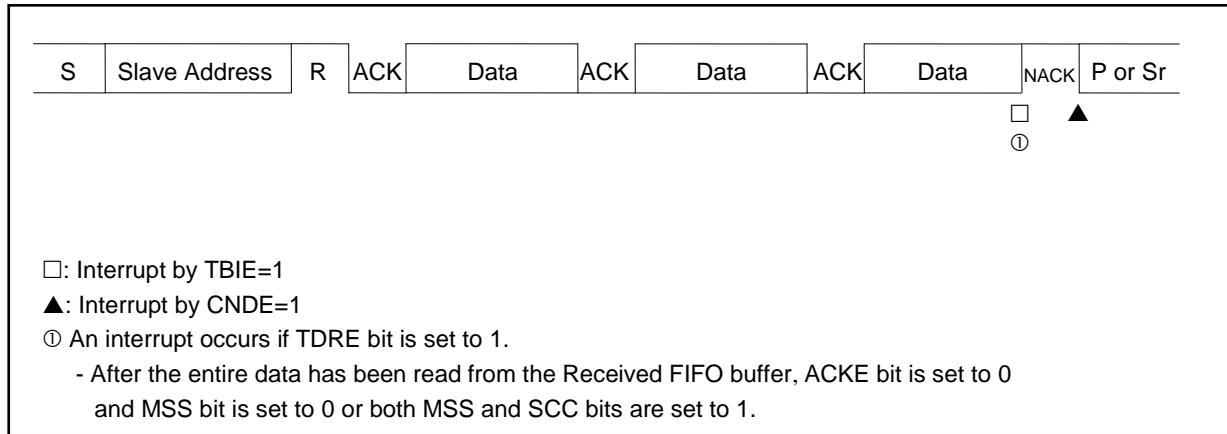 S Slave Address R ACK Data ACK Data ACK Data NACK P or Sr
□ ▲
①
□: Interrupt by TBIE=1
▲: Interrupt by CNDE=1
① An interrupt occurs if TDRE bit is set to 1.
- After the entire data has been read from the Received FIFO buffer, ACKE bit is set to 0
and MSS bit is set to 0 or both MSS and SCC bits are set to 1.